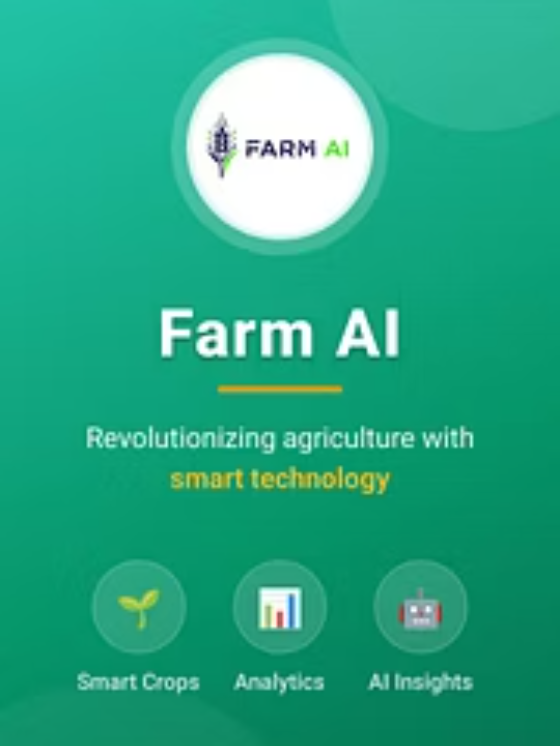 FARM AI
Farm AI
Revolutionizing agriculture with
smart technology
Smart Crops
Analytics
AI Insights